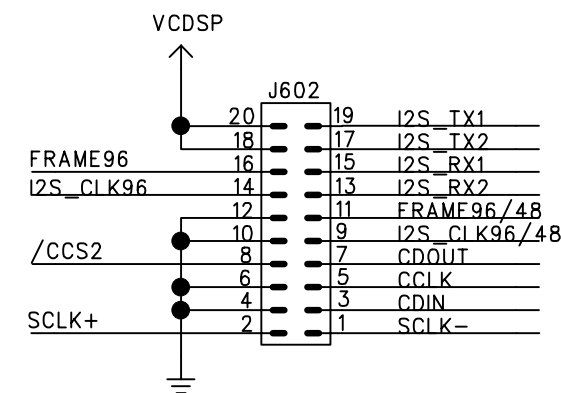 VCDSP
J602
20 19 I2S_TX1
18 17 I2S_TX2
FRAME96 16 15 I2S_RX1
I2S_CLK96 14 13 I2S_RX2
12 11 FRAME96/48
10 9 I2S_CLK96/48
/CCS2 8 7 CDOUT
6 5 CCLK
4 3 CDIN
SCLK+ 2 1 SCLK-